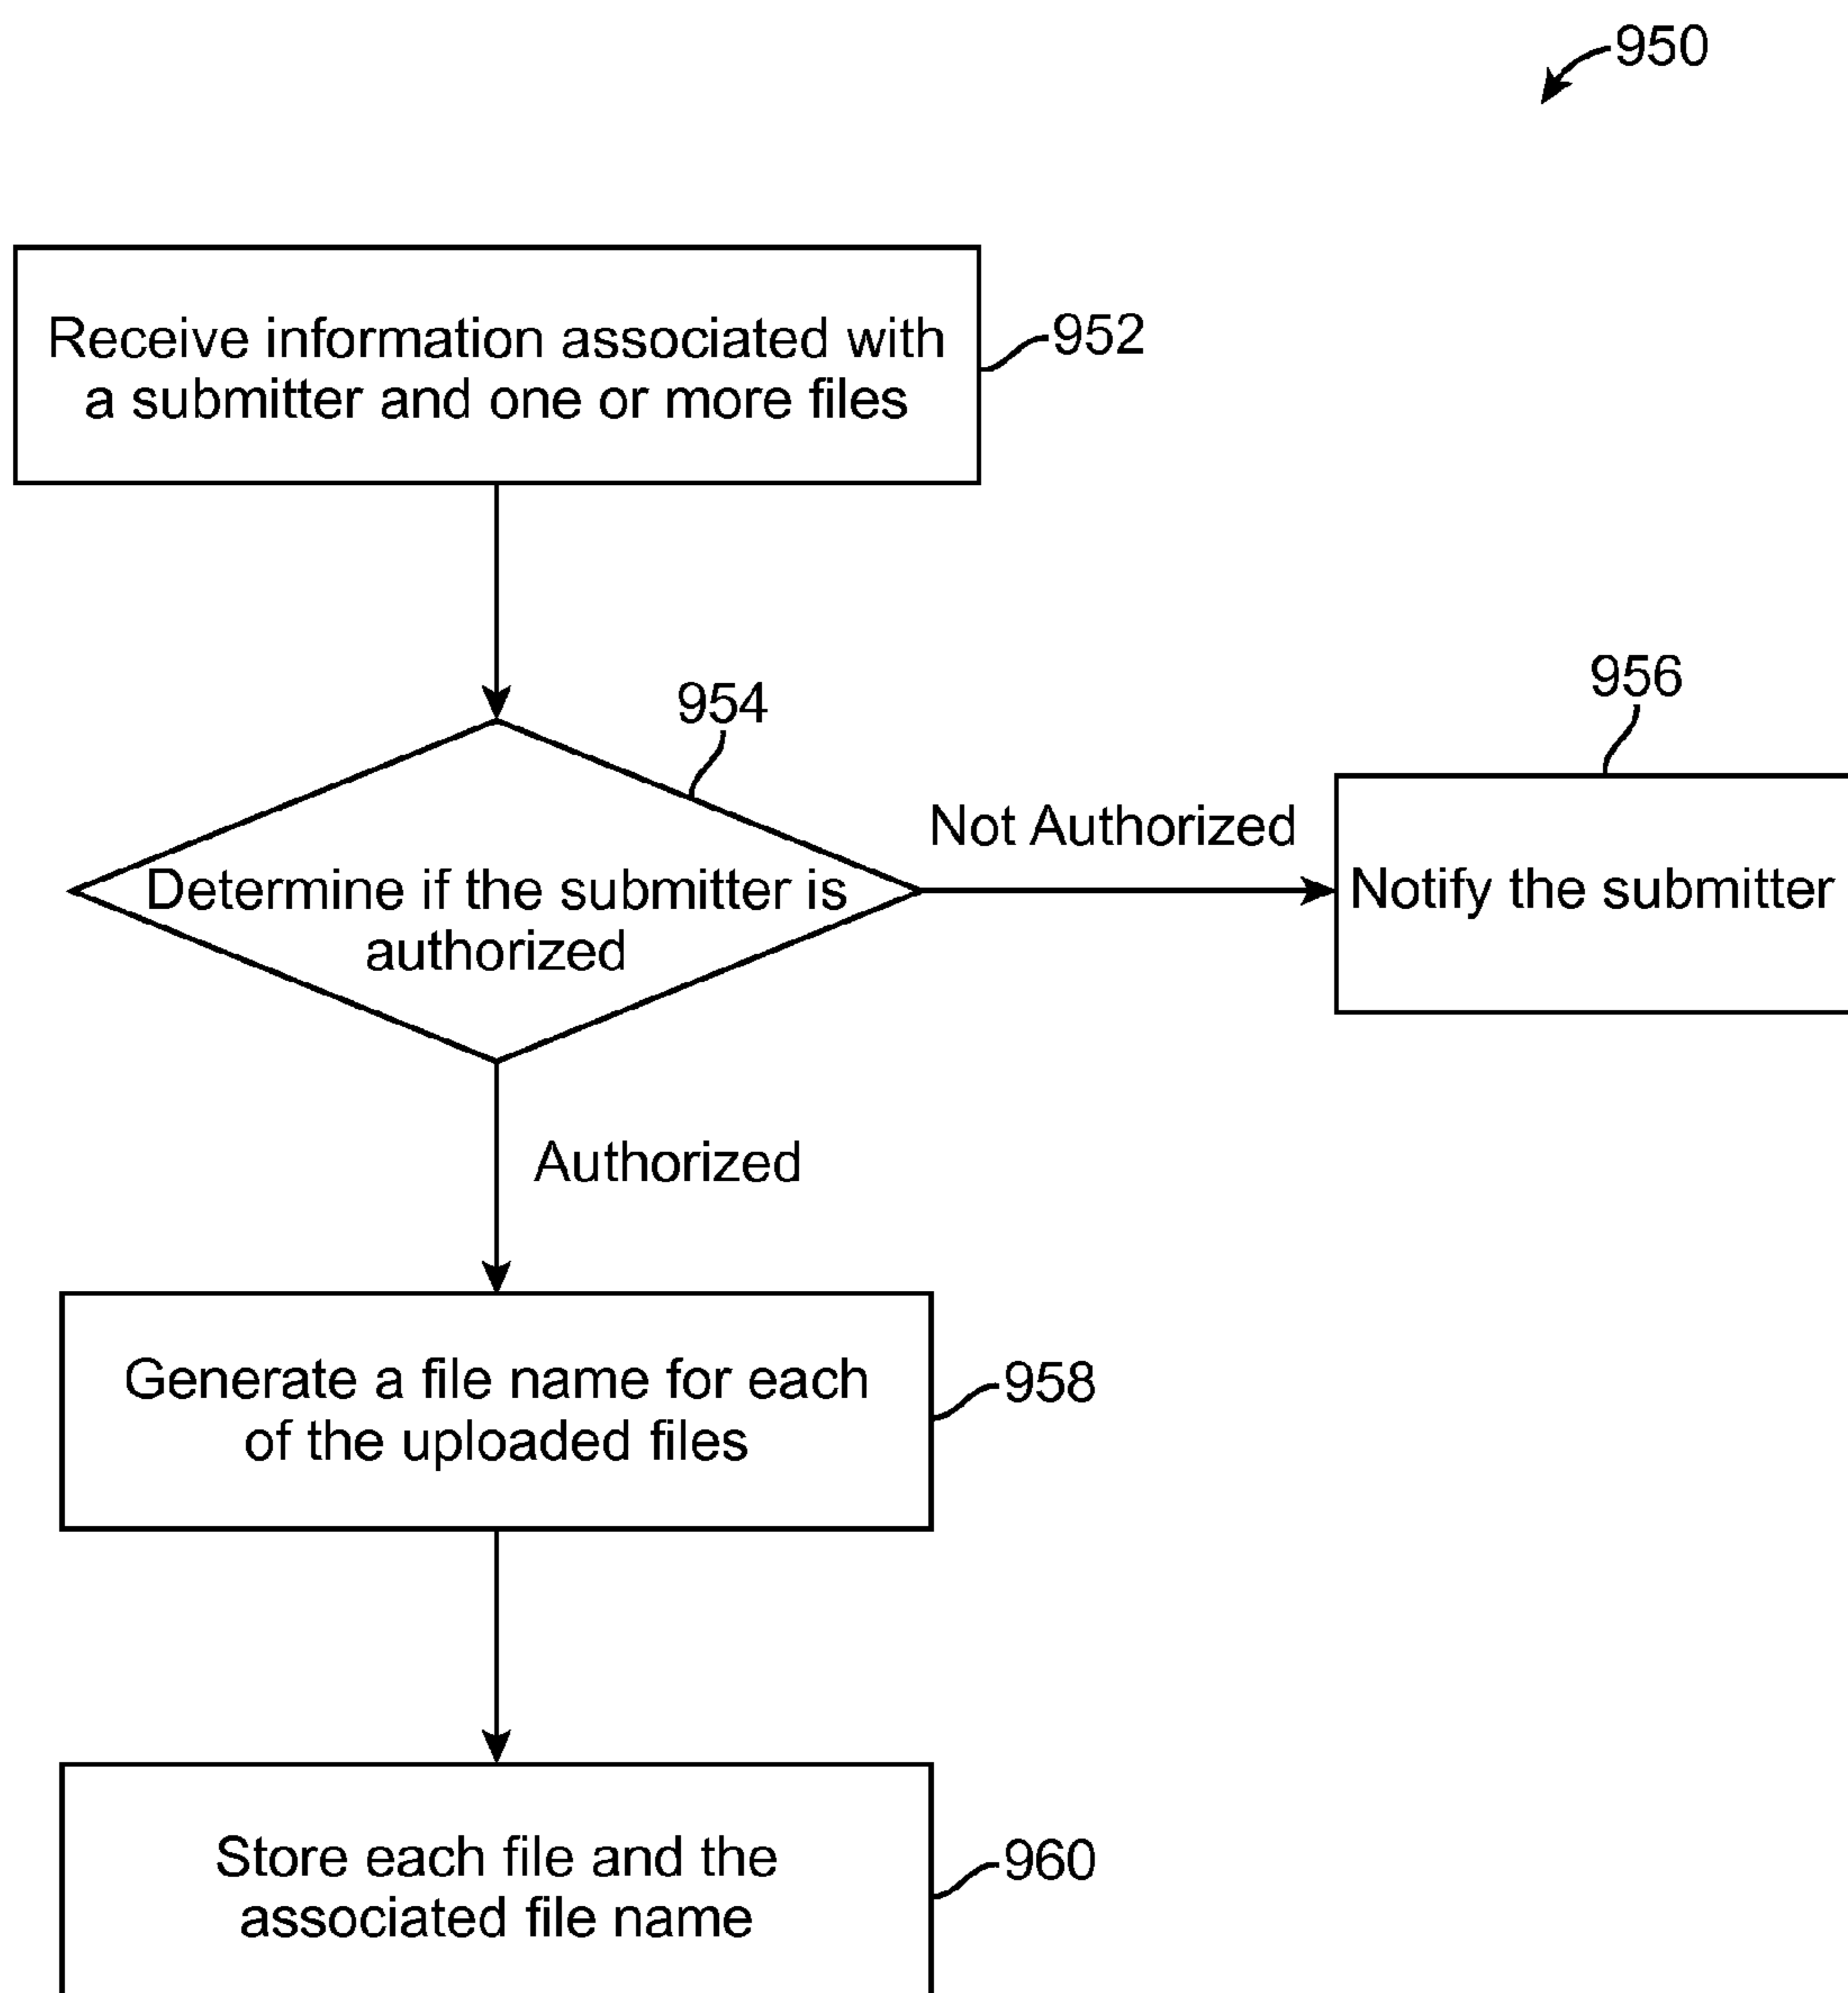 950
Receive information associated with
a submitter and one or more files
952
954
Determine if the submitter is
authorized
Not Authorized
956
Notify the submitter
Authorized
Generate a file name for each
of the uploaded files
958
Store each file and the
associated file name
960